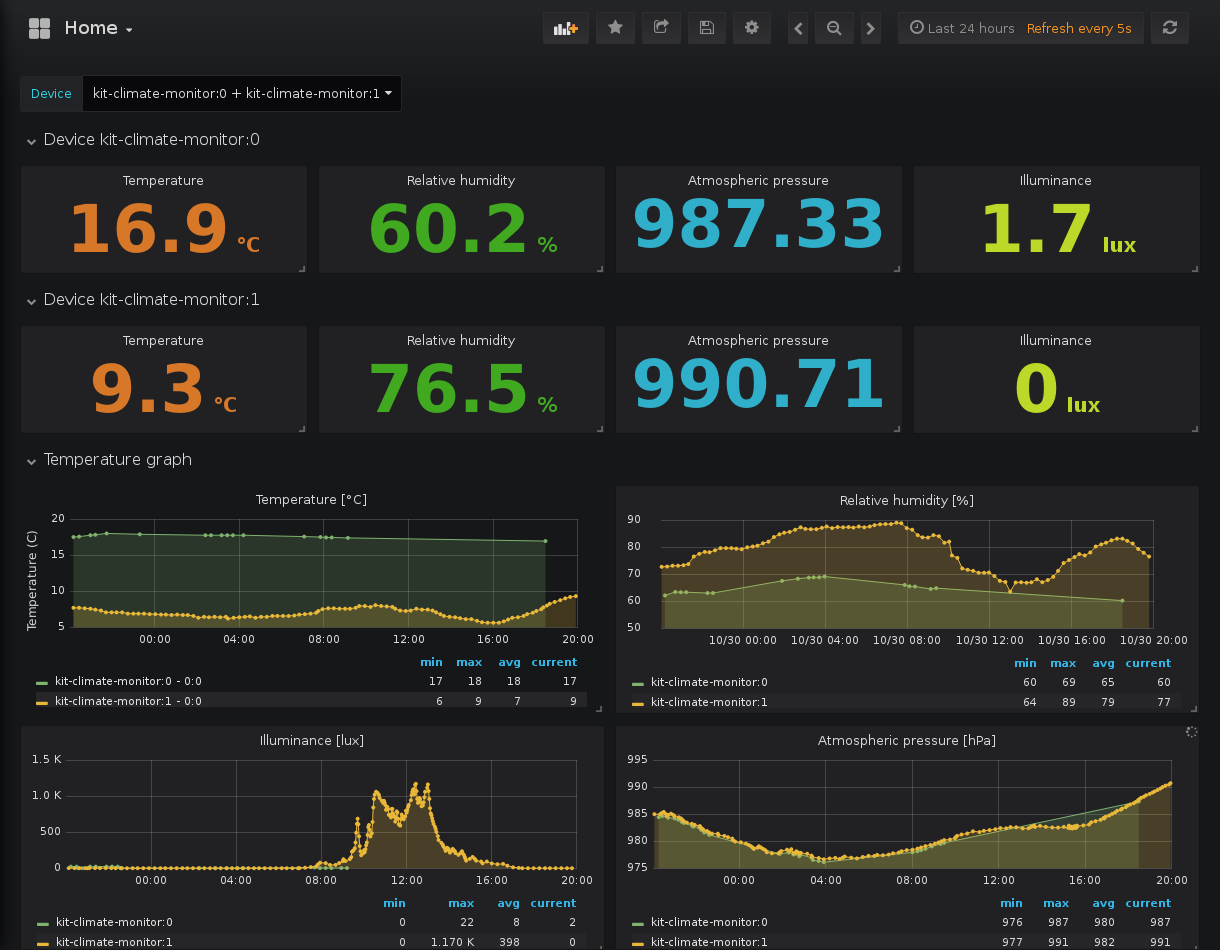 Home
Last 24 hours Refresh every 5s
Device kit-climate-monitor:0 + kit-climate-monitor:1
Device kit-climate-monitor:0
Temperature Relative humidity Atmospheric pressure Illuminance
16.9 °C 60.2 % 987.33 1.7 lux
Device kit-climate-monitor:1
Temperature Relative humidity Atmospheric pressure Illuminance
9.3 °C 76.5 % 990.71 0 lux
Temperature graph
Temperature [°C]
Temperature (C)
20
15
10
5
00:00 04:00 08:00 12:00 16:00 20:00
min max avg current
kit-climate-monitor:0 - 0:0 17 18 18 17
kit-climate-monitor:1 - 0:0 6 9 7 9
Relative humidity [%]
90
80
70
60
50
10/30 00:00 10/30 04:00 10/30 08:00 10/30 12:00 10/30 16:00 10/30 20:00
min max avg current
kit-climate-monitor:0 60 69 65 60
kit-climate-monitor:1 64 89 79 77
Illuminance [lux]
1.5 K
1.0 K
500
0
00:00 04:00 08:00 12:00 16:00 20:00
min max avg current
kit-climate-monitor:0 0 22 8 2
kit-climate-monitor:1 0 1.170 K 398 0
Atmospheric pressure [hPa]
995
990
985
980
975
00:00 04:00 08:00 12:00 16:00 20:00
min max avg current
kit-climate-monitor:0 976 987 980 987
kit-climate-monitor:1 977 991 982 991